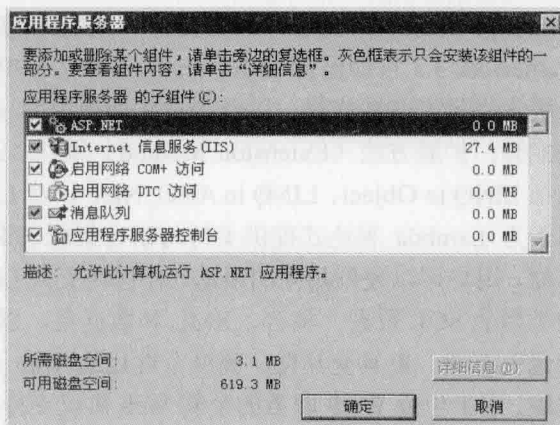 应用程序服务器
要添加或删除某个组件，请单击旁边的复选框。灰色框表示只会安装该组件的一
部分。要查看组件内容，请单击“详细信息”。
应用程序服务器 的子组件(C):
ASP.NET 0.0 MB
Internet 信息服务(IIS) 27.4 MB
启用网络 COM+ 访问 0.0 MB
启用网络 DTC 访问 0.0 MB
消息队列 0.0 MB
应用程序服务器控制台 0.0 MB
描述: 允许此计算机运行 ASP.NET 应用程序。
所需磁盘空间: 3.1 MB
详细信息(D)
可用磁盘空间: 619.3 MB
确定 取消